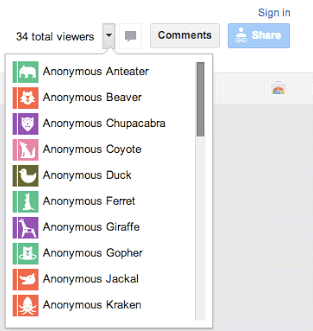 Sign in
34 total viewers
Comments
Share
Anonymous Anteater
Anonymous Beaver
Anonymous Chupacabra
Anonymous Coyote
Anonymous Duck
Anonymous Ferret
Anonymous Giraffe
Anonymous Gopher
Anonymous Jackal
Anonymous Kraken